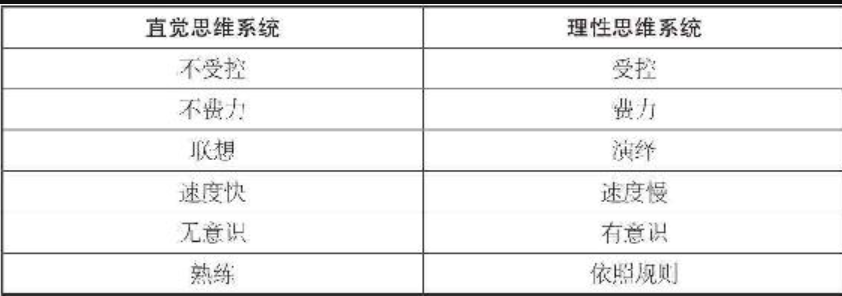 直觉思维系统 理性思维系统
不受控 受控
不费力 费力
联想 演绎
速度快 速度慢
无意识 有意识
熟练 依照规则